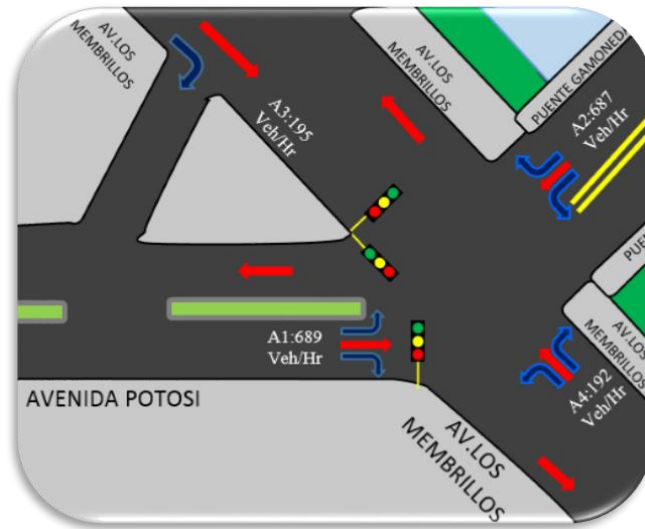 AV.LOS
MEMBRILLOS
A3:195
Veh/Hr
AV.LOS
MEMBRILLOS
PUENTE GAMONEDA
A2:687
Veh/Hr
A1:689
Veh/Hr
AV.LOS
MEMBRILLOS
A4:192
Veh/Hr
AVENIDA POTOSI
AV.LOS
MEMBRILLOS